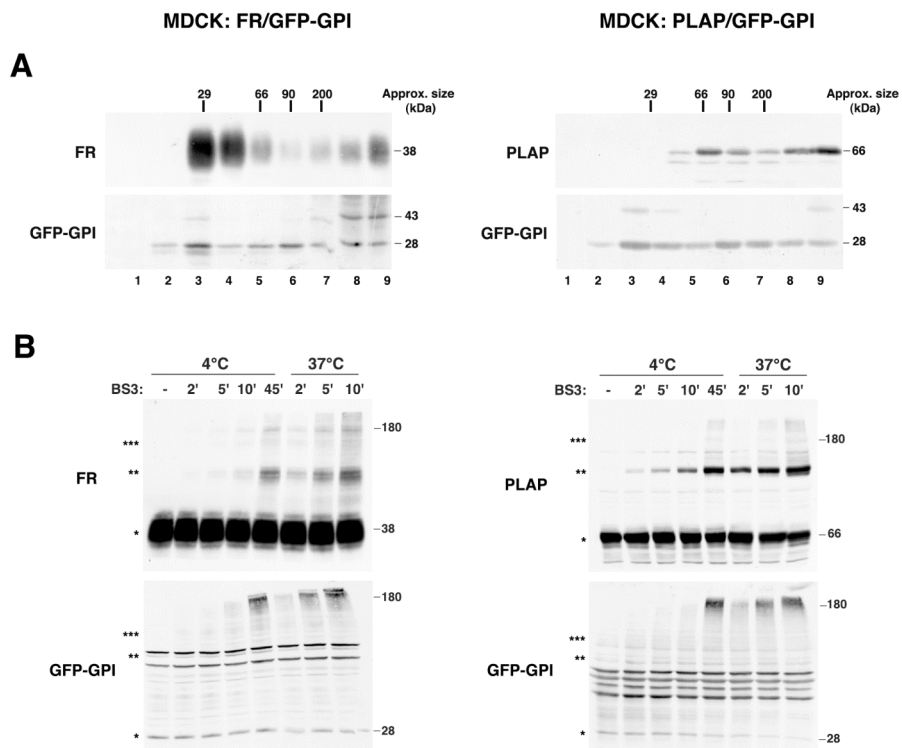 MDCK: FR/GFP-GPI
MDCK: PLAP/GFP-GPI
A
29 66 90 200 Approx. size
(kDa)
FR
38
GFP-GPI
43
28
1 2 3 4 5 6 7 8 9
29 66 90 200 Approx. size
(kDa)
PLAP
66
GFP-GPI
43
28
1 2 3 4 5 6 7 8 9
B
4°C 37°C
BS3: - 2' 5' 10' 45' 2' 5' 10'
180
***
**
FR
38
*
180
***
**
GFP-GPI
28
*
4°C 37°C
BS3: - 2' 5' 10' 45' 2' 5' 10'
***
180
**
PLAP
66
*
180
***
**
GFP-GPI
*
28